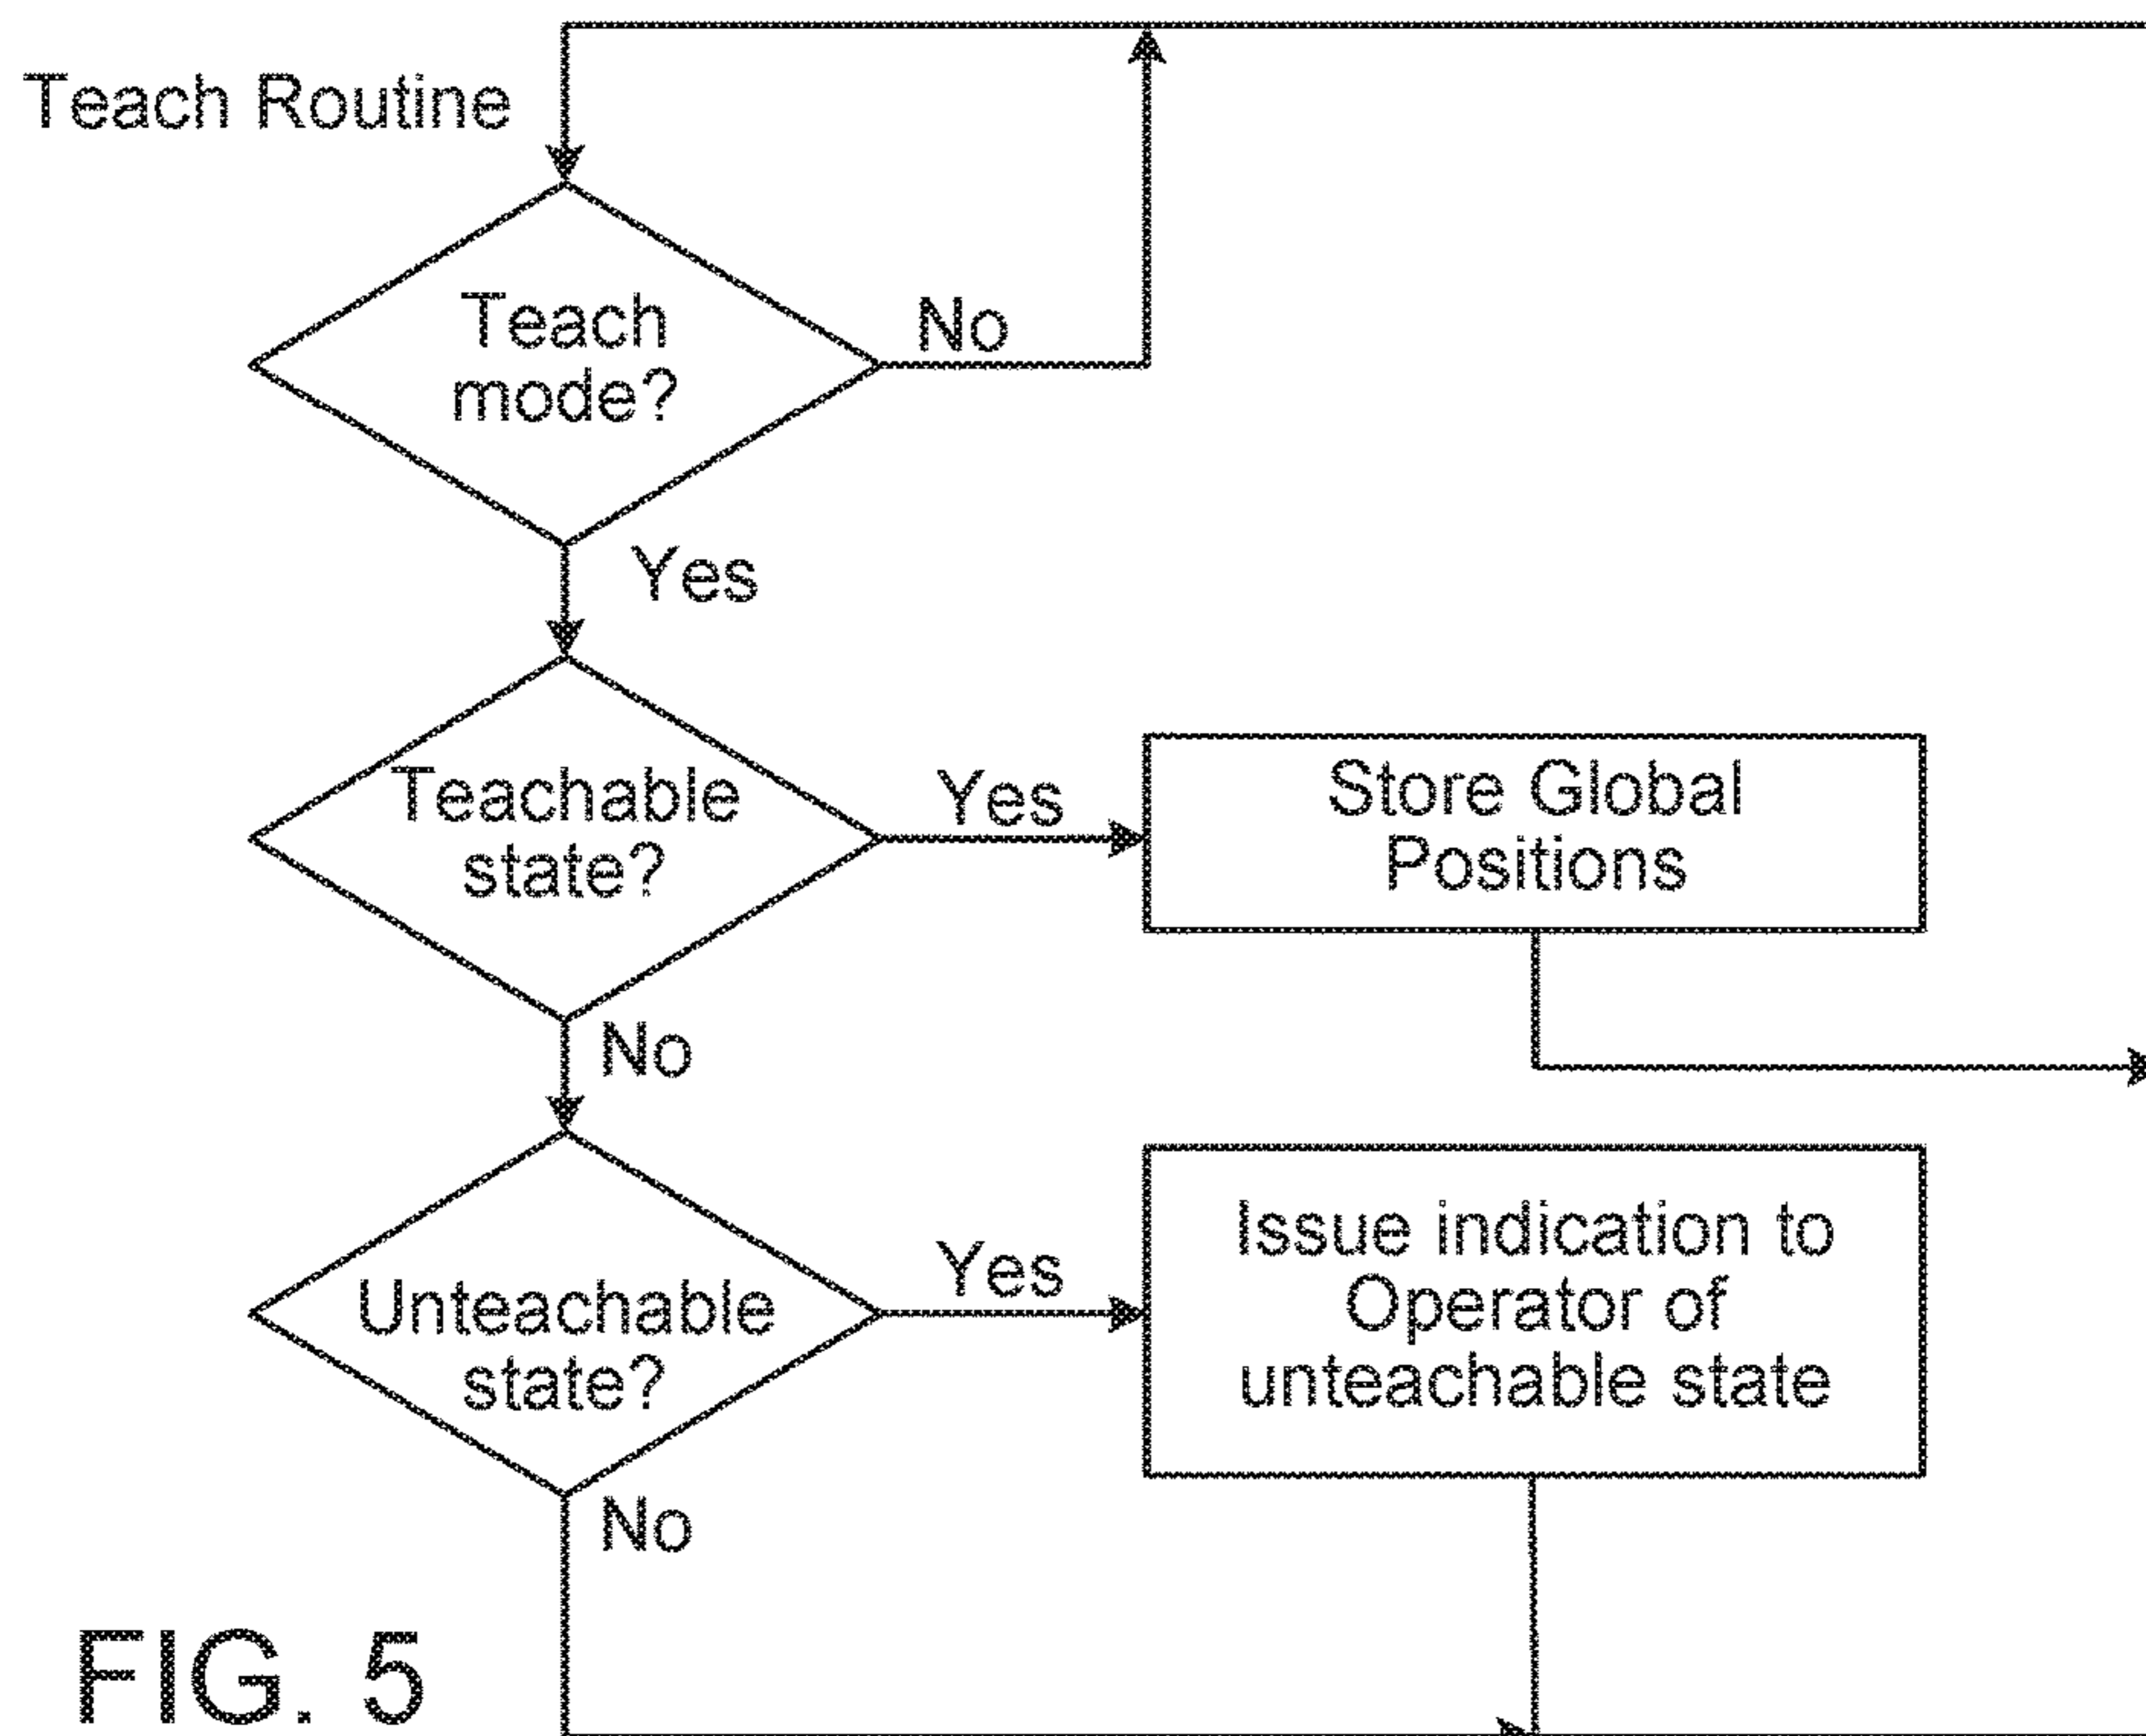 Teach Routine
Teach
mode?
No
Yes
Teachable
state?
Yes
Store Global
Positions
No
Unteachable
state?
Yes
Issue indication to
Operator of
unteachable state
No
FIG. 5